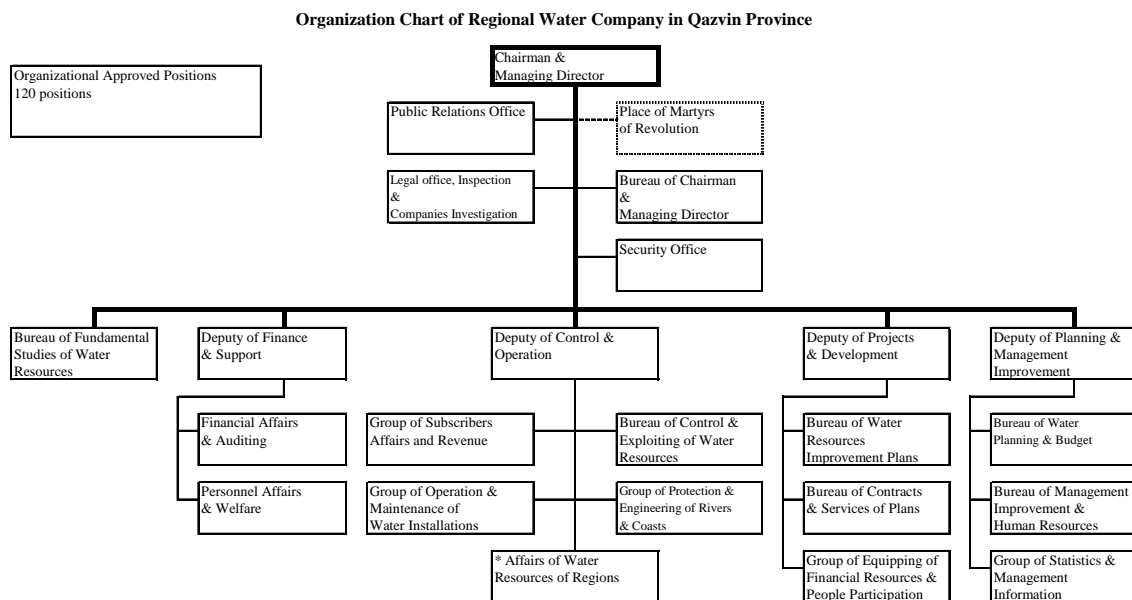 Organization Chart of Regional Water Company in Qazvin Province
Chairman &
Managing Director
Organizational Approved Positions
120 positions
Public Relations Office
Place of Martyrs
of Revolution
Legal office, Inspection
&
Companies Investigation
Bureau of Chairman
&
Managing Director
Security Office
Bureau of Fundamental
Studies of Water
Resources
Deputy of Finance
& Support
Deputy of Control &
Operation
Deputy of Projects
& Development
Deputy of Planning &
Management
Improvement
Financial Affairs
& Auditing
Group of Subscribers
Affairs and Revenue
Bureau of Control &
Exploiting of Water
Resources
Bureau of Water
Resources
Improvement Plans
Bureau of Water
Planning & Budget
Personnel Affairs
& Welfare
Group of Operation &
Maintenance of
Water Installations
Group of Protection &
Engineering of Rivers
& Coasts
Bureau of Contracts
& Services of Plans
Bureau of Management
Improvement &
Human Resources
* Affairs of Water
Resources of Regions
Group of Equipping of
Financial Resources &
People Participation
Group of Statistics &
Management
Information